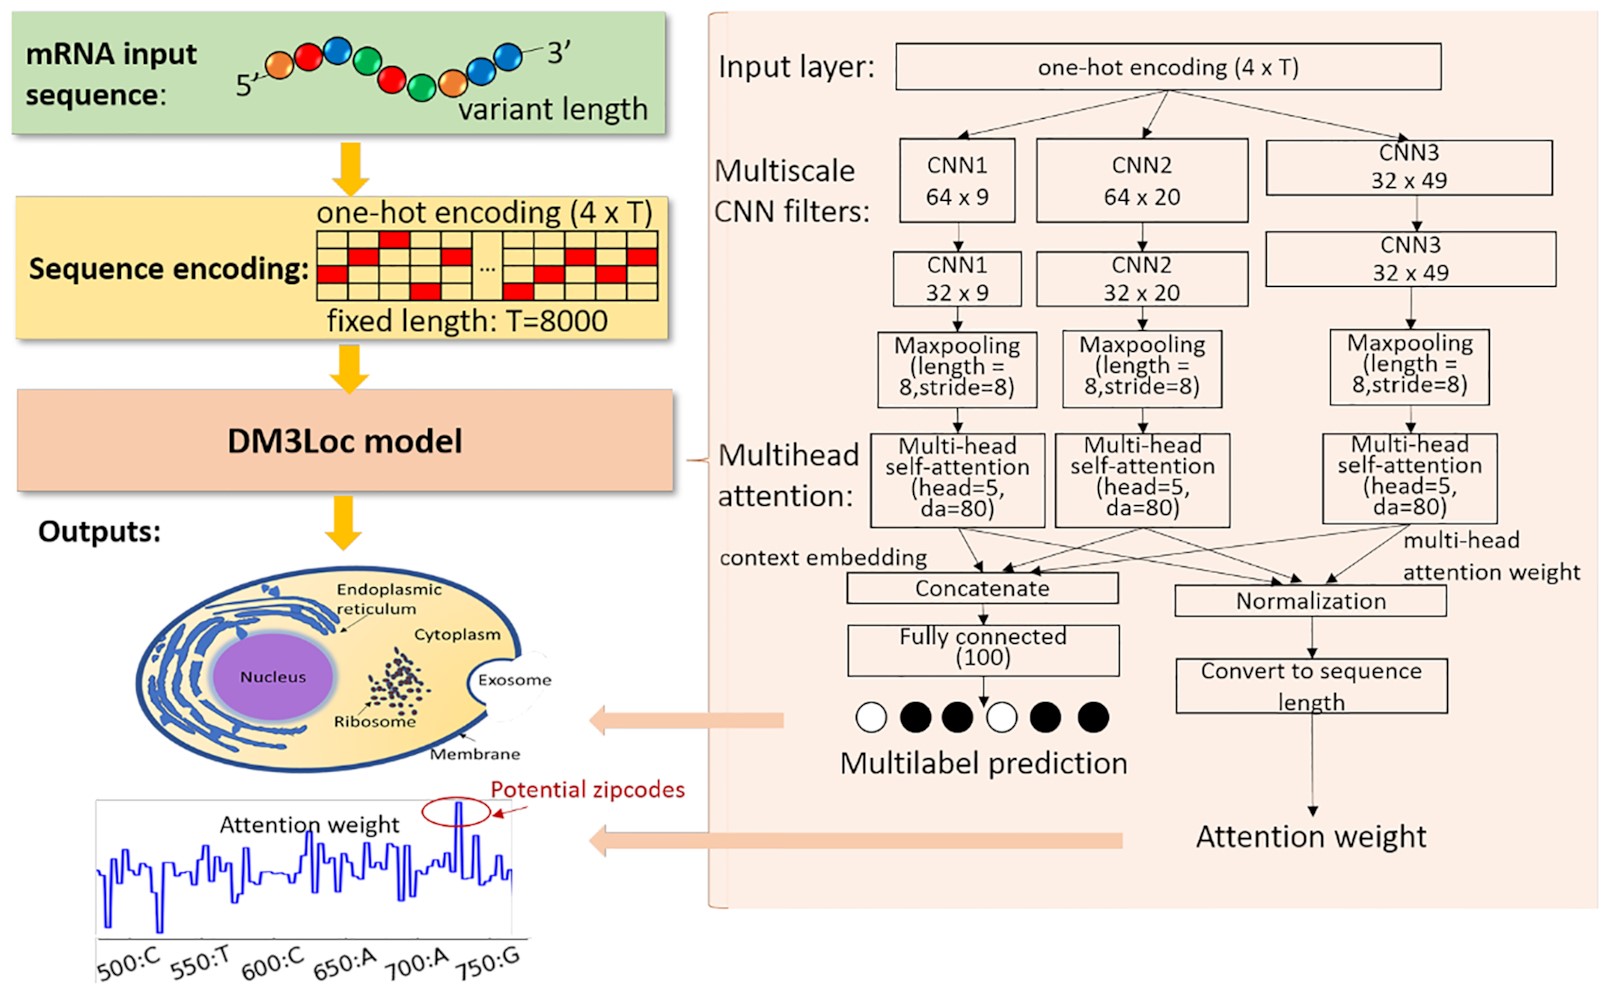 mRNA input
sequence:
5’
3’
variant length
one-hot encoding (4 x T)
Sequence encoding:
...
fixed length: T=8000
DM3Loc model
Outputs:
Endoplasmic
reticulum
Cytoplasm
Nucleus
Exosome
Ribosome
Membrane
Potential zipcodes
Attention weight
500:C
550:T
600:C
650:A
700:A
750:G
Input layer:
one-hot encoding (4 x T)
Multiscale
CNN filters:
CNN1
64 x 9
CNN2
64 x 20
CNN3
32 x 49
CNN1
32 x 9
CNN2
32 x 20
CNN3
32 x 49
Maxpooling
(length =
8,stride=8)
Maxpooling
(length =
8,stride=8)
Maxpooling
(length =
8,stride=8)
Multihead
attention:
Multi-head
self-attention
(head=5,
da=80)
Multi-head
self-attention
(head=5,
da=80)
Multi-head
self-attention
(head=5,
da=80)
context embedding
multi-head
attention weight
Concatenate
Normalization
Fully connected
(100)
Convert to sequence
length
Multilabel prediction
Attention weight